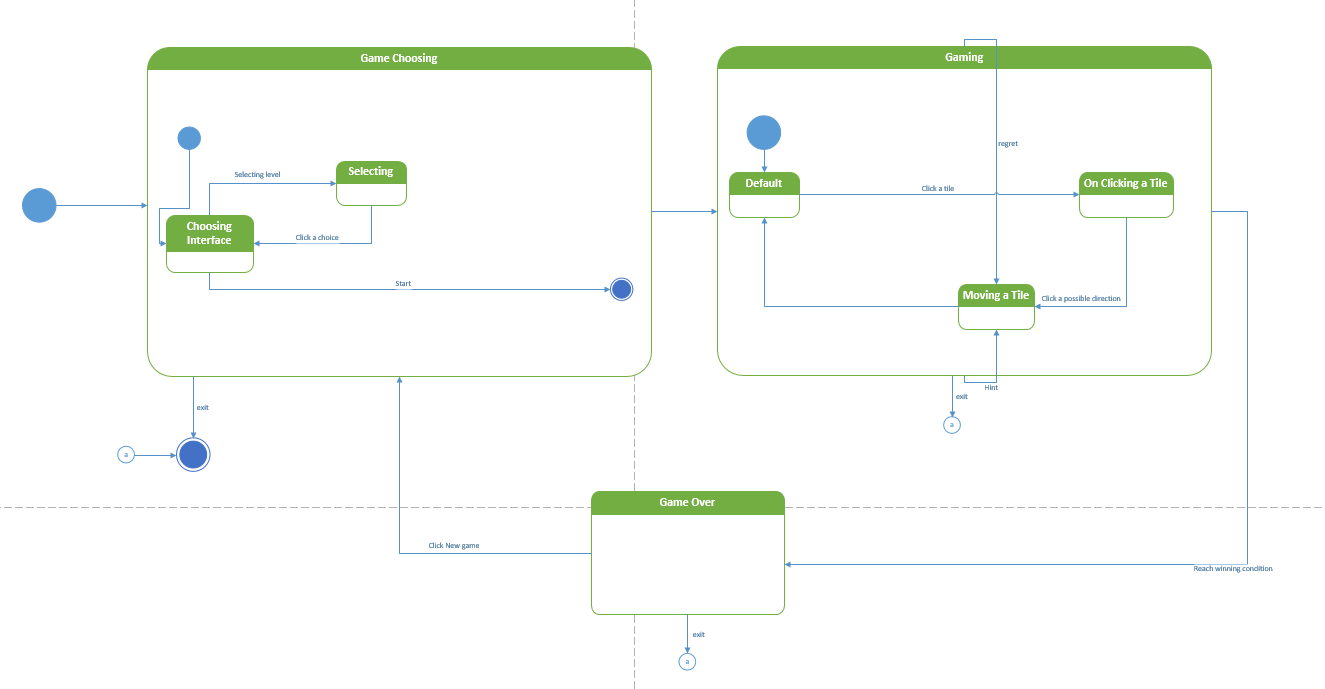 Game Choosing
Gaming
regret
Selecting level
Selecting
Default
Click a tile
On Clicking a Tile
Choosing
Interface
Click a choice
Start
Moving a Tile
Click a possible direction
exit
Hint
exit
a
a
Game Over
Click New game
Reach winning condition
exit
a